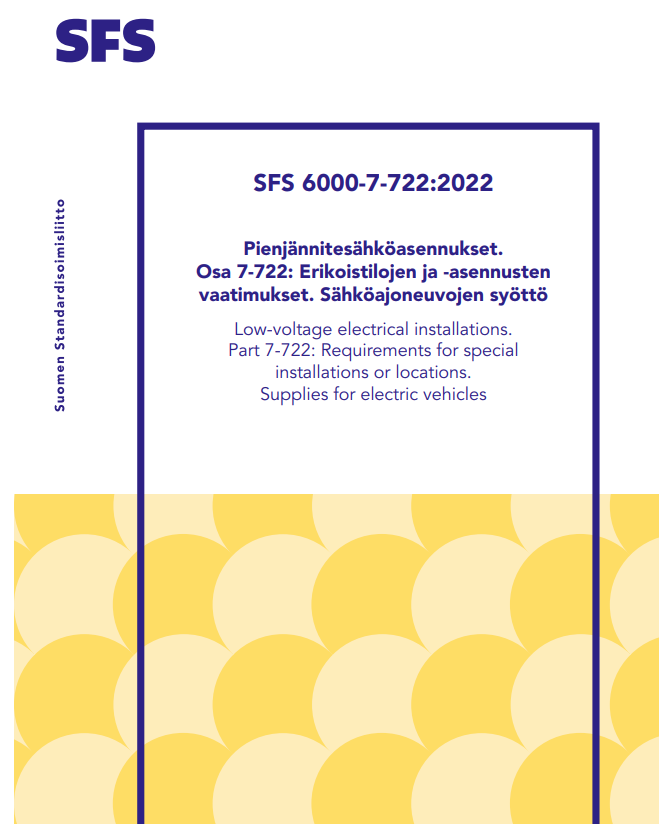 SFS
Suomen Standardisoimisliitto
SFS 6000-7-722:2022
Pienjännitesähköasennukset.
Osa 7-722: Erikoistilojen ja -asennusten
vaatimukset. Sähköajoneuvojen syöttö
Low-voltage electrical installations.
Part 7-722: Requirements for special
installations or locations.
Supplies for electric vehicles